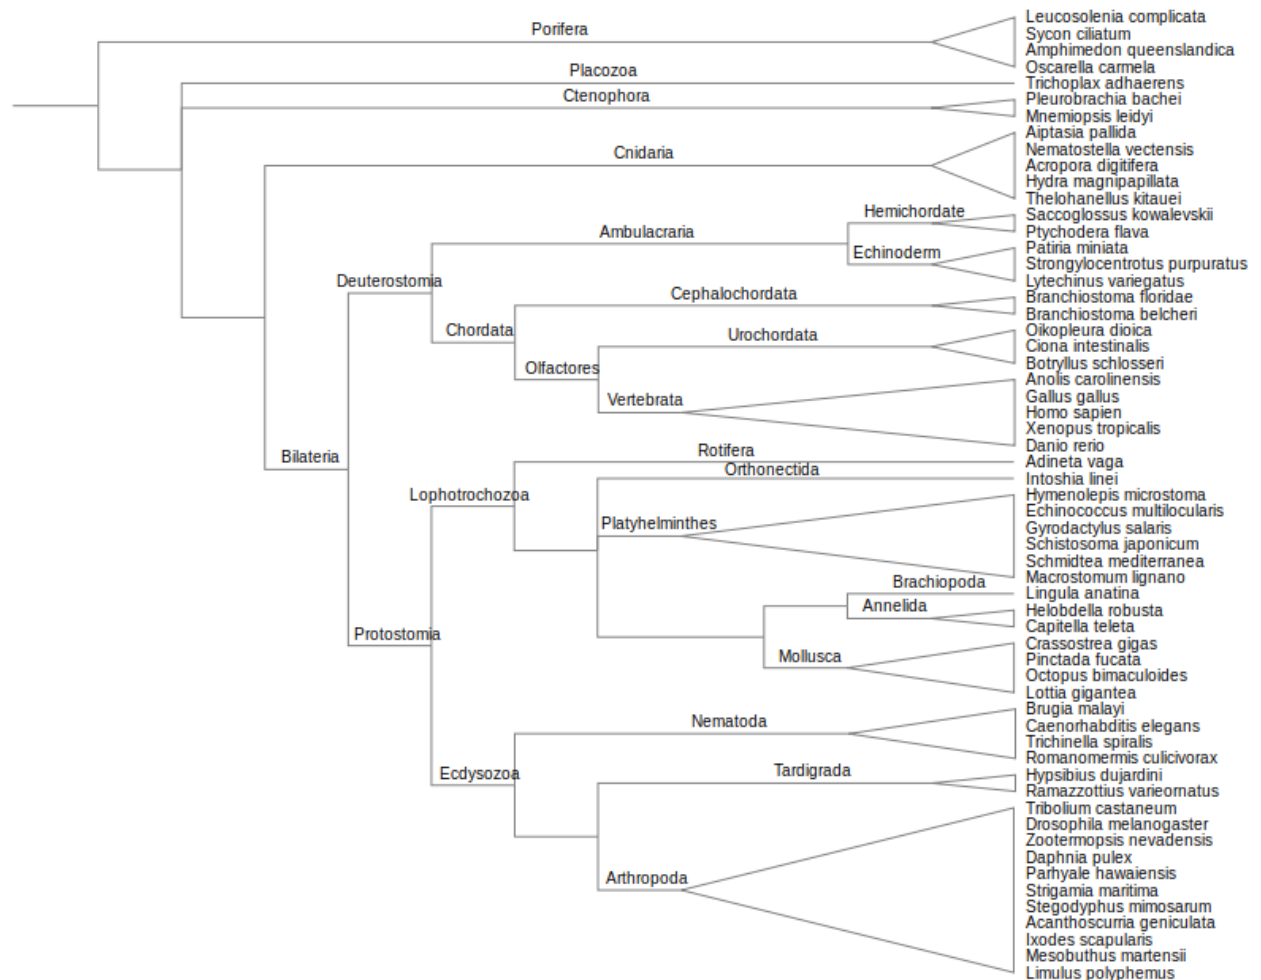 Leucosolenia complicata
Porifera
Sycon ciliatum
Amphimedon queenslandica
Oscarella carmela
Placozoa
Trichoplax adhaerens
Ctenophora
Pleurobrachia bachei
Mnemiopsis leidyi
Aiptasia pallida
Cnidaria
Nematostella vectensis
Acropora digitifera
Hydra magnipapillata
Thelohanellus kitauei
Hemichordate
Saccoglossus kowalevskii
Ambulacraria
Ptychodera flava
Echinoderm
Patiria miniata
Strongylocentrotus purpuratus
Deuterostomia
Lytechinus variegatus
Cephalochordata
Branchiostoma floridae
Branchiostoma belcheri
Chordata
Urochordata
Oikopleura dioica
Ciona intestinalis
Olfactores
Botryllus schlosseri
Anolis carolinensis
Vertebrata
Gallus gallus
Homo sapien
Xenopus tropicalis
Danio rerio
Bilateria
Rotifera
Adineta vaga
Orthonectida
Intoshia linei
Lophotrochozoa
Hymenolepis microstoma
Echinococcus multilocularis
Platyhelminthes
Gyrodactylus salaris
Schistosoma japonicum
Schmidtea mediterranea
Macrostomum lignano
Brachiopoda
Lingula anatina
Annelida
Helobdella robusta
Capitella teleta
Protostomia
Crassostrea gigas
Mollusca
Pinctada fucata
Octopus bimaculoides
Lottia gigantea
Brugia malayi
Nematoda
Caenorhabditis elegans
Trichinella spiralis
Romanomermis culicivorax
Ecdysozoa
Tardigrada
Hypsibius dujardini
Ramazzottius varieornatus
Tribolium castaneum
Drosophila melanogaster
Zootermopsis nevadensis
Daphnia pulex
Arthropoda
Parhyale hawaiensis
Strigamia maritima
Stegodyphus mimosarum
Acanthoscurria geniculata
Ixodes scapularis
Mesobuthus martensii
Limulus polyphemus